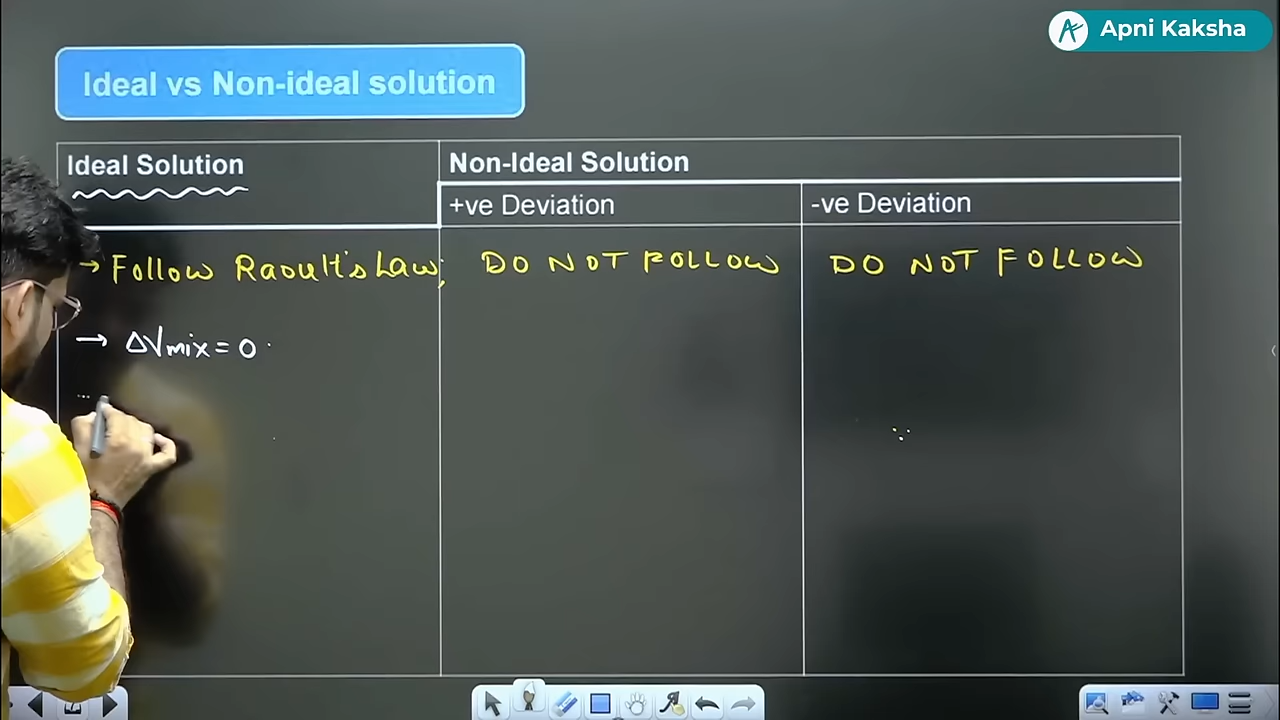 Apni Kaksha
Ideal vs Non-ideal solution
Ideal Solution
Non-Ideal Solution
+ve Deviation
-ve Deviation
→ Follow Raoult's Law;
DO NOT FOLLOW
DO NOT FOLLOW
→ ΔVmix = 0